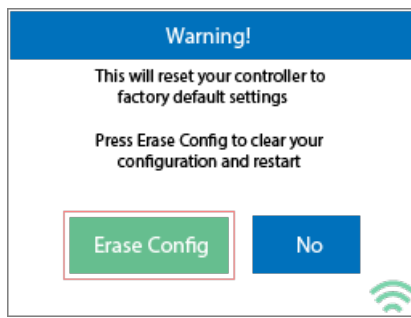 Warning!
This will reset your controller to
factory default settings
Press Erase Config to clear your
configuration and restart
Erase Config
No